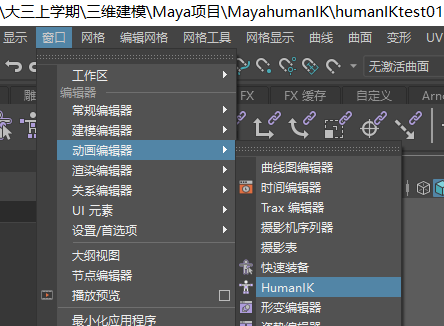 \大三上学期\三维建模\Maya项目\MayahumanIK\humanIKtest01
显示 窗口 网格 编辑网格 网格工具 网格显示 曲线 曲面 变形 UV
无激活曲面
工作区
编辑器
常规编辑器
建模编辑器
动画编辑器
渲染编辑器
关系编辑器
UI 元素
设置/首选项
大纲视图
节点编辑器
播放预览
最小化应用程序
FX FX 缓存 自定义 Arno
曲线图编辑器
时间编辑器
Trax 编辑器
摄影机序列器
摄影表
快速装备
HumanIK
形变编辑器